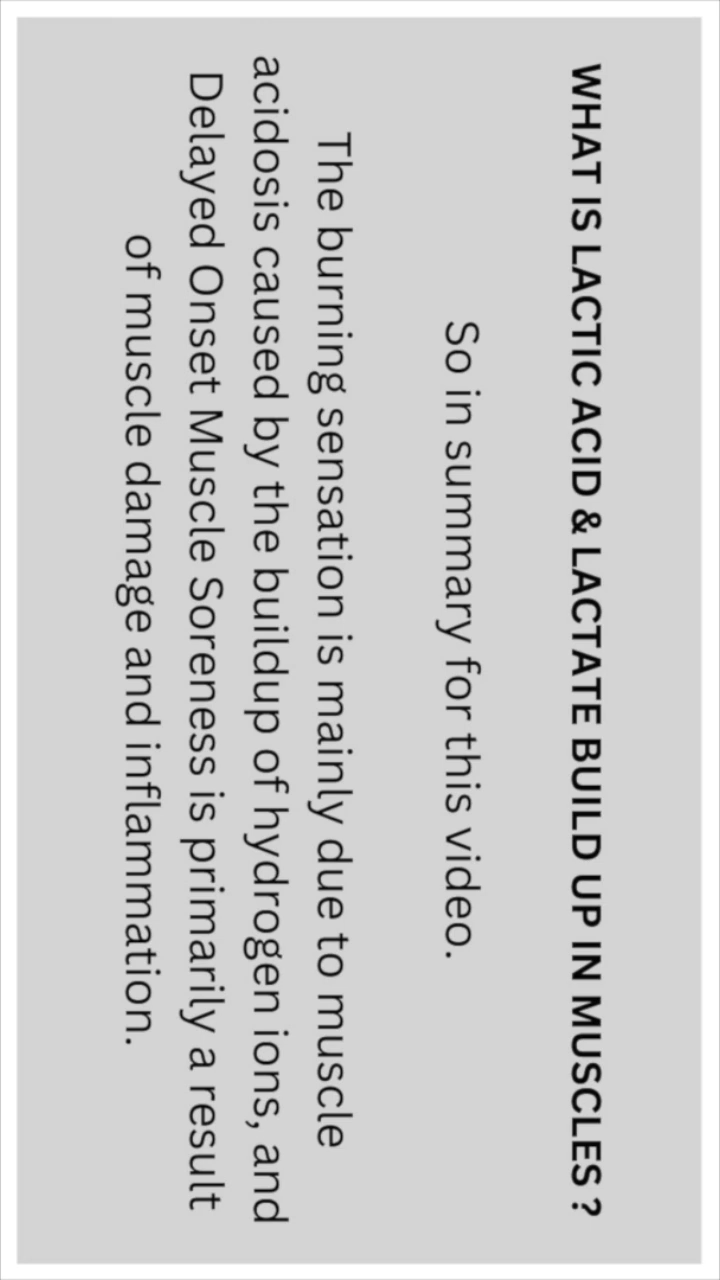 WHAT IS LACTIC ACID & LACTATE BUILD UP IN MUSCLES ?
So in summary for this video.
The burning sensation is mainly due to muscle
acidosis caused by the buildup of hydrogen ions, and
Delayed Onset Muscle Soreness is primarily a result
of muscle damage and inflammation.